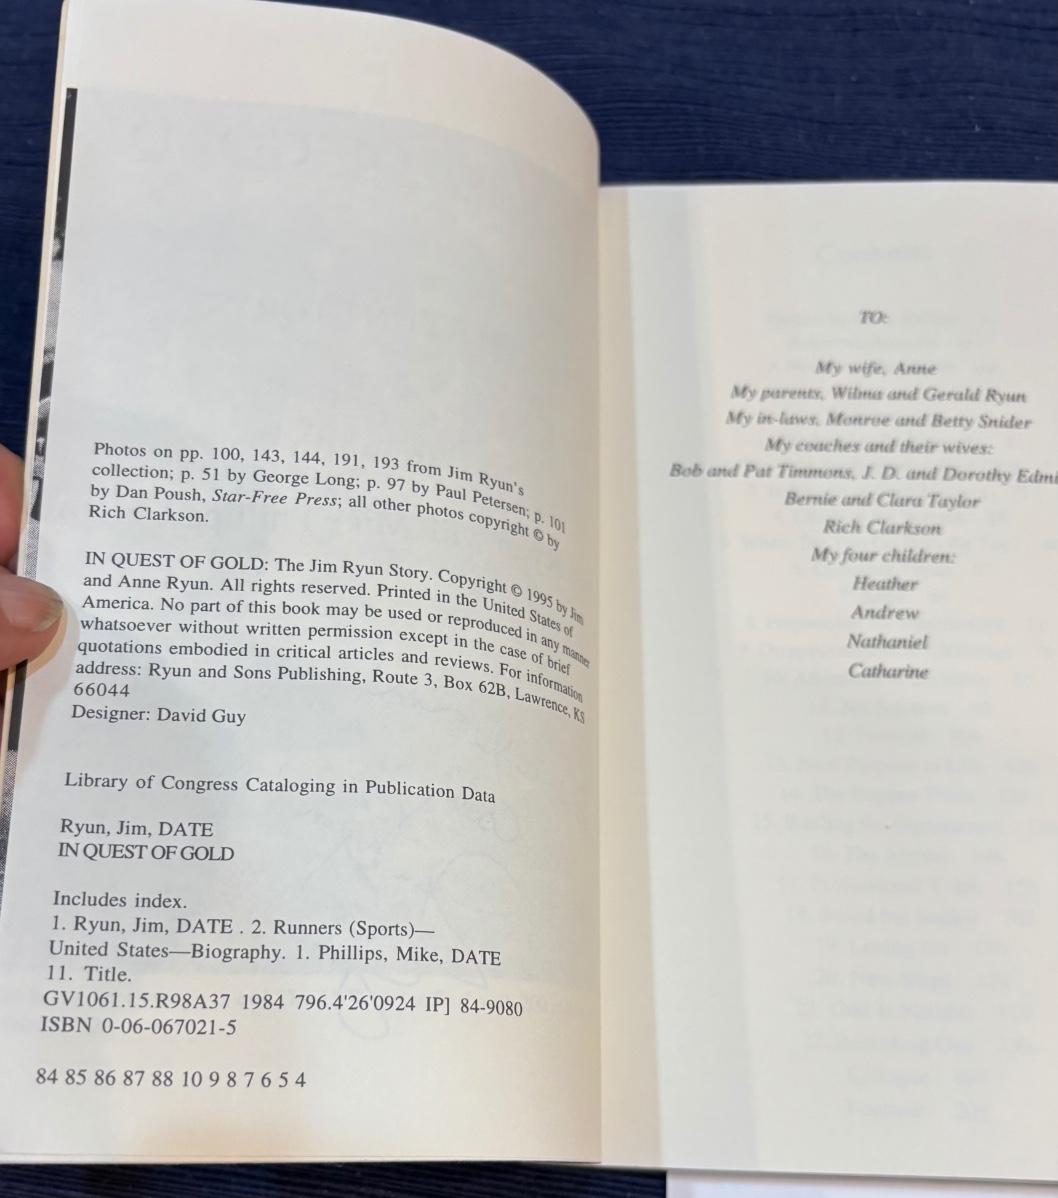 Photos on pp. 100, 143, 144, 191, 193 from Jim Ryun's
collection; p. 51 by George Long; p. 97 by Paul Petersen; p. 101
by Dan Poush, Star-Free Press; all other photos copyright © by
Rich Clarkson.
IN QUEST OF GOLD: The Jim Ryun Story. Copyright © 1995 by Jim
and Anne Ryun. All rights reserved. Printed in the United States of
America. No part of this book may be used or reproduced in any manner
whatsoever without written permission except in the case of brief
quotations embodied in critical articles and reviews. For information
address: Ryun and Sons Publishing, Route 3, Box 62B, Lawrence, KS
66044
Designer: David Guy
Library of Congress Cataloging in Publication Data
Ryun, Jim, DATE
IN QUEST OF GOLD
Includes index.
1. Ryun, Jim, DATE . 2. Runners (Sports)—
United States—Biography. 1. Phillips, Mike, DATE
11. Title.
GV1061.15.R98A37 1984 796.4'26'0924 IP] 84-9080
ISBN 0-06-067021-5
84 85 86 87 88 10 9 8 7 6 5 4
TO:
My wife, Anne
My parents, Wilma and Gerald Ryun
My in-laws, Monroe and Betty Snider
My coaches and their wives:
Bob and Pat Timmons, J. D. and Dorothy Edmi
Bernie and Clara Taylor
Rich Clarkson
My four children:
Heather
Andrew
Nathaniel
Catharine